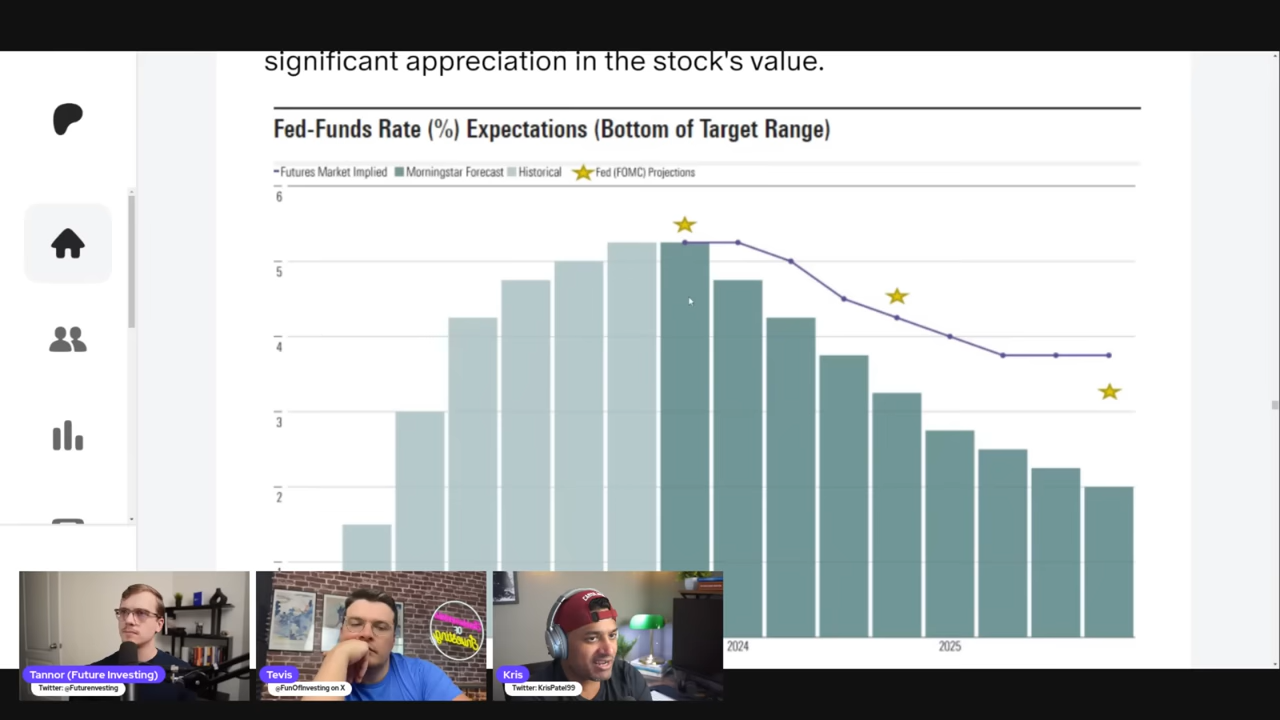 significant appreciation in the stock's value.
Fed-Funds Rate (%) Expectations (Bottom of Target Range)
Futures Market Implied Morningstar Forecast Historical Fed (FOMC) Projections
6
5
4
3
2
2024 2025
Tannor (Future Investing)
Twitter: @Futurenvesting
Tevis
@FunOfInvesting on X
Kris
Twitter: KrisPatel99